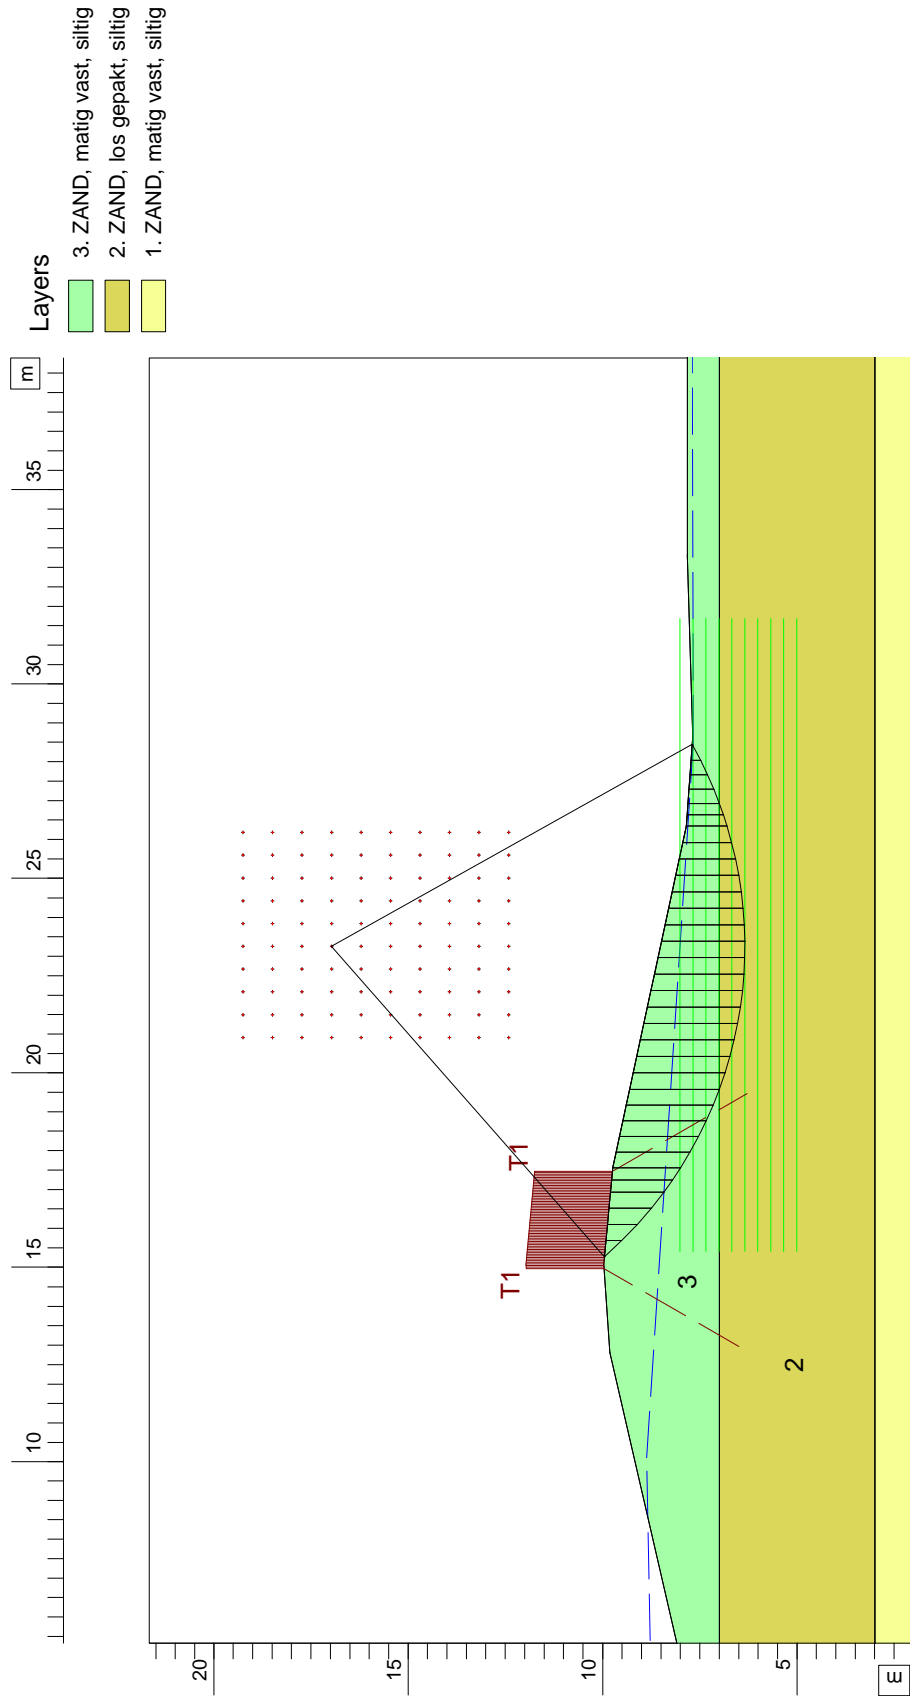 Layers
3. ZAND, matig vast, siltig
2. ZAND, los gepakt, siltig
1. ZAND, matig vast, siltig
m
10
15
20
25
30
35
T1
T1
3
2
20
15
10
5
m